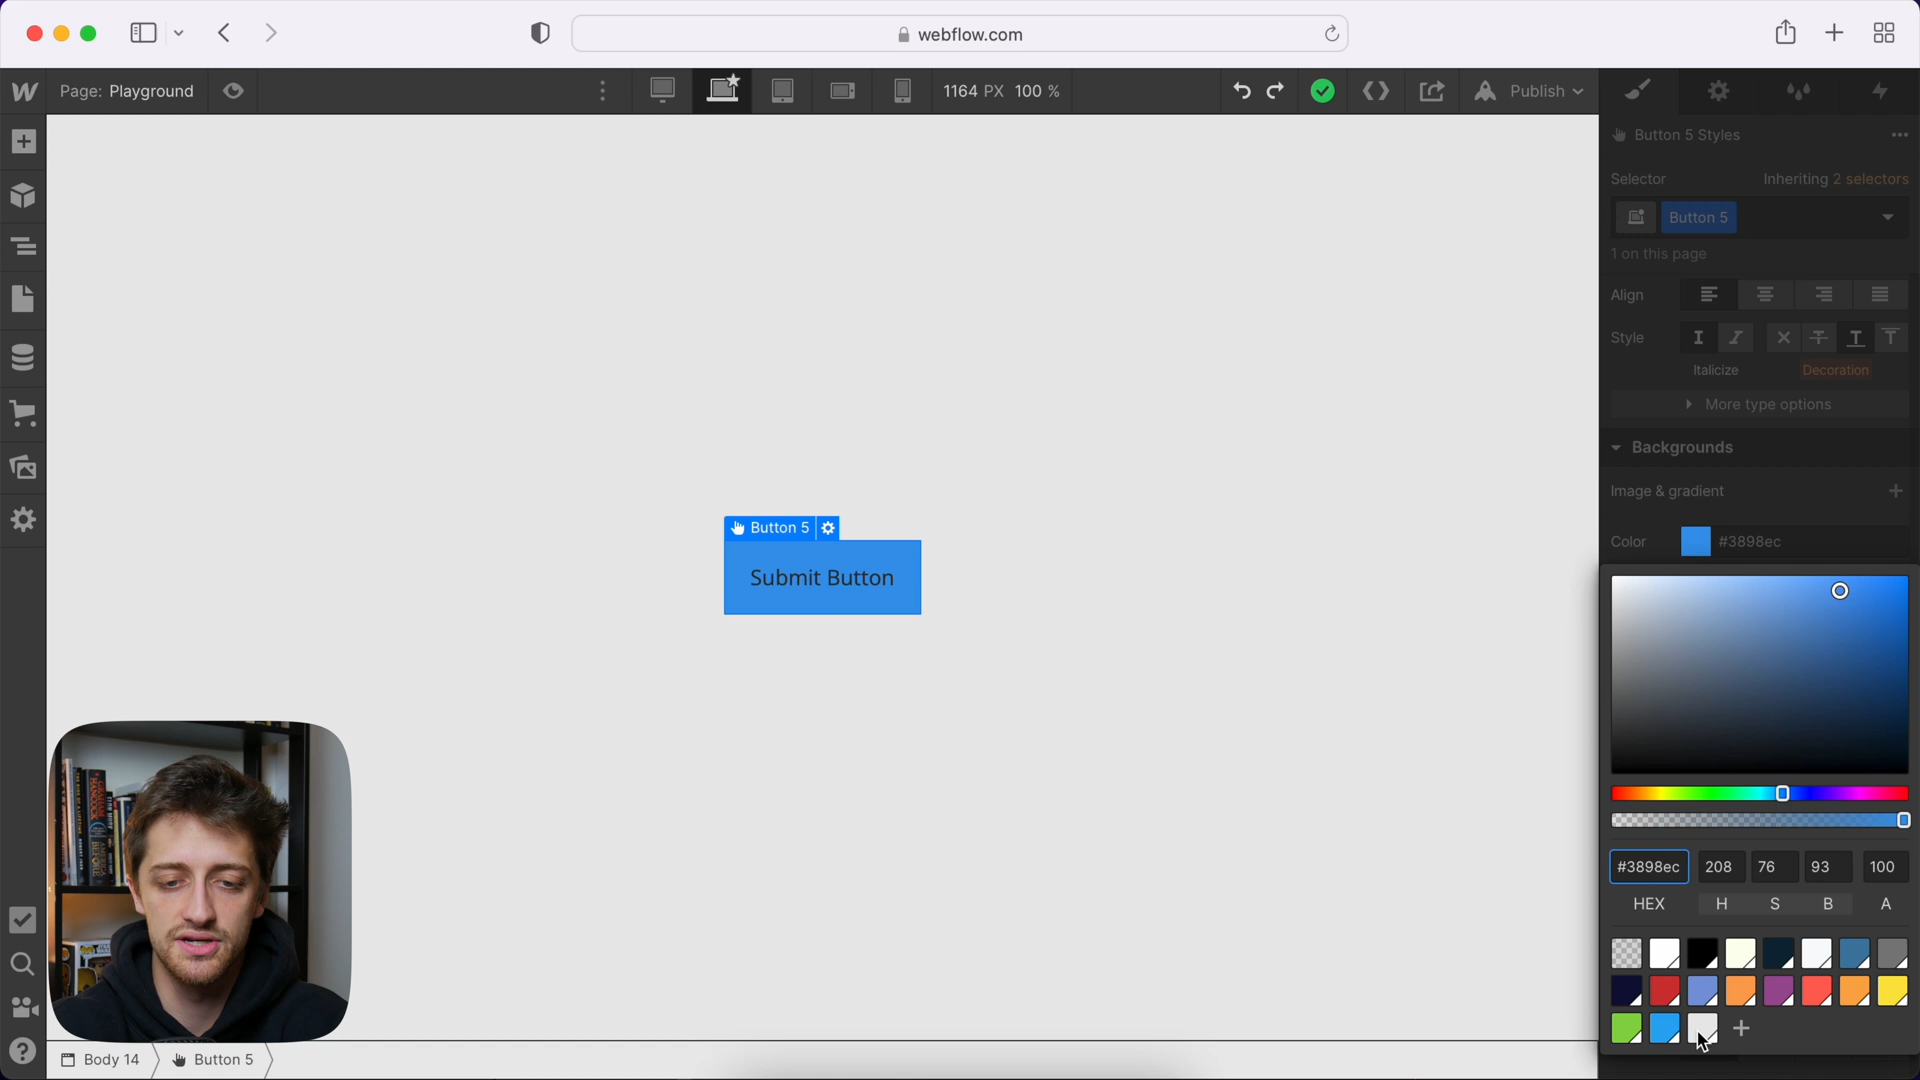 webflow.com
Page: Playground
1164 PX 100 %
Publish
Button 5 Styles
Selector
Inheriting 2 selectors
Button 5
1 on this page
Align
Style
Italicize
Decoration
More type options
Backgrounds
Image & gradient
Color
#3898ec
Button 5
Submit Button
#3898ec
208
76
93
100
HEX
H
S
B
A
Body 14
Button 5